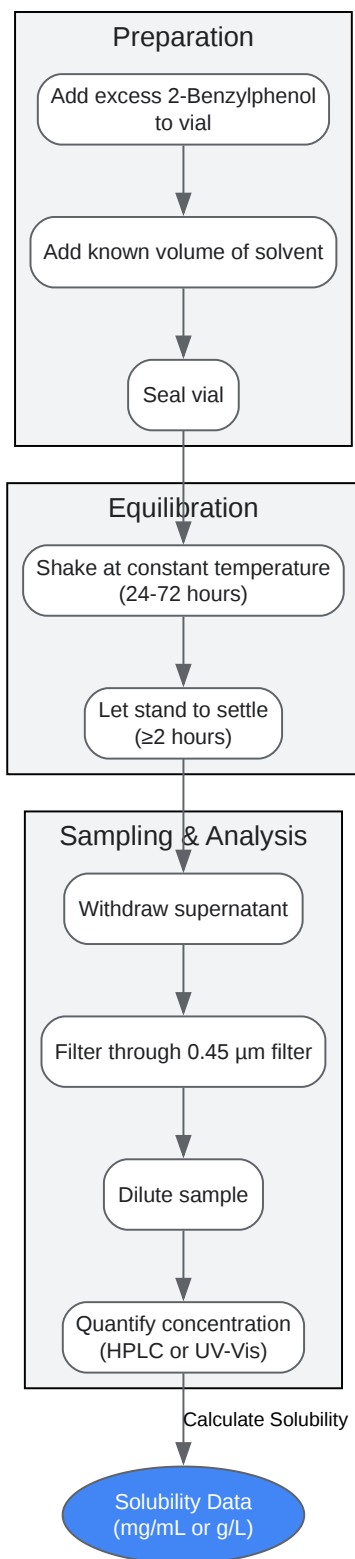 Preparation
Add excess 2-Benzylphenol
to vial
Add known volume of solvent
Seal vial
Equilibration
Shake at constant temperature
(24-72 hours)
Let stand to settle
(≥2 hours)
Sampling & Analysis
Withdraw supernatant
Filter through 0.45 µm filter
Dilute sample
Quantify concentration
(HPLC or UV-Vis)
Calculate Solubility
Solubility Data
(mg/mL or g/L)